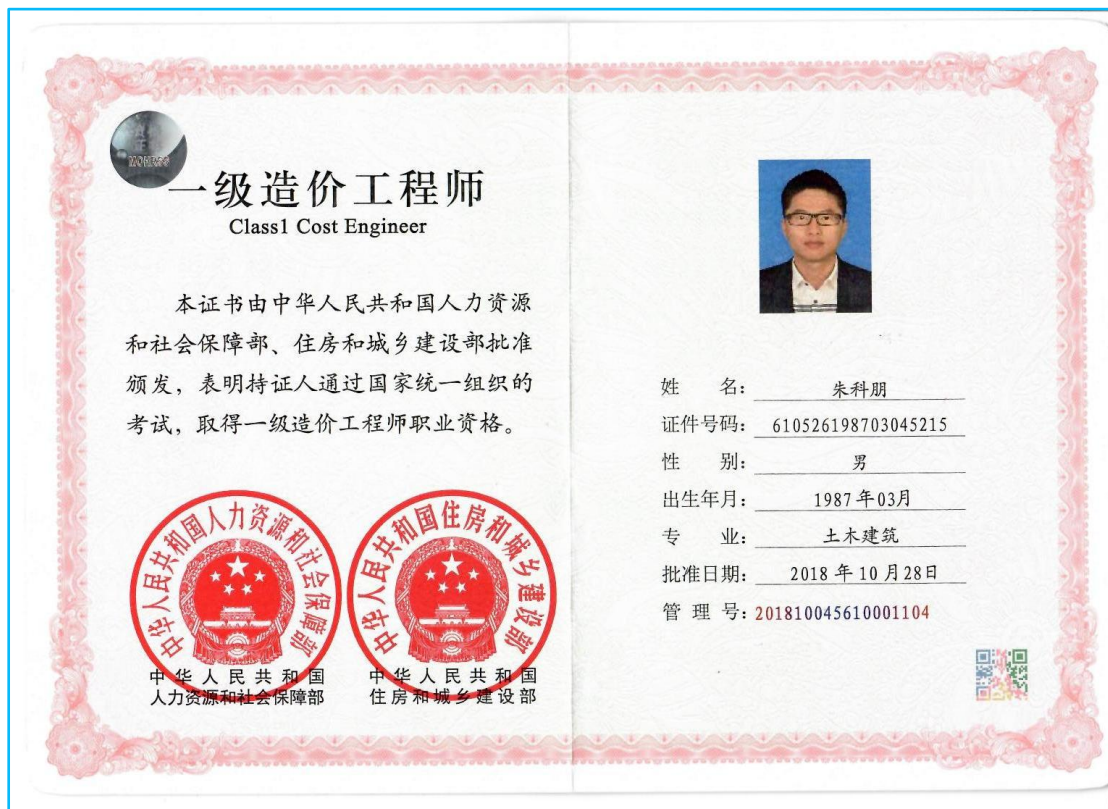 一级造价工程师
Class1 Cost Engineer
本证书由中华人民共和国人力资源
和社会保障部、住房和城乡建设部批准
颁发，表明持证人通过国家统一组织的
考试，取得一级造价工程师职业资格。
中华人民共和国人力资源和社会保障部
中华人民共和国住房和城乡建设部
中华人民共和国
人力资源和社会保障部
中华人民共和国
住房和城乡建设部
姓 名：朱科朋
证件号码：610526198703045215
性 别：男
出生年月：1987年03月
专 业：土木建筑
批准日期：2018年10月28日
管 理 号：201810045610001104